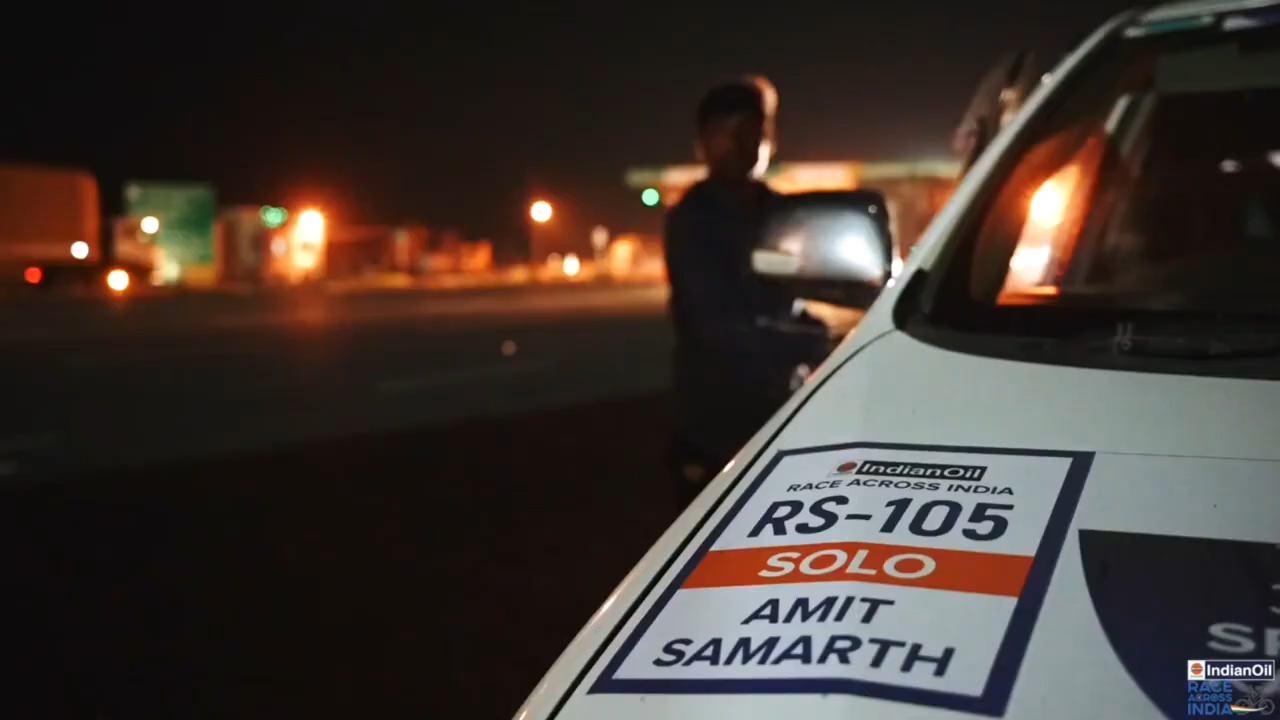 IndianOil
RACE ACROSS INDIA
RS-105
SOLO
AMIT
SAMARTH
IndianOil
RACE
ACROSS
INDIA